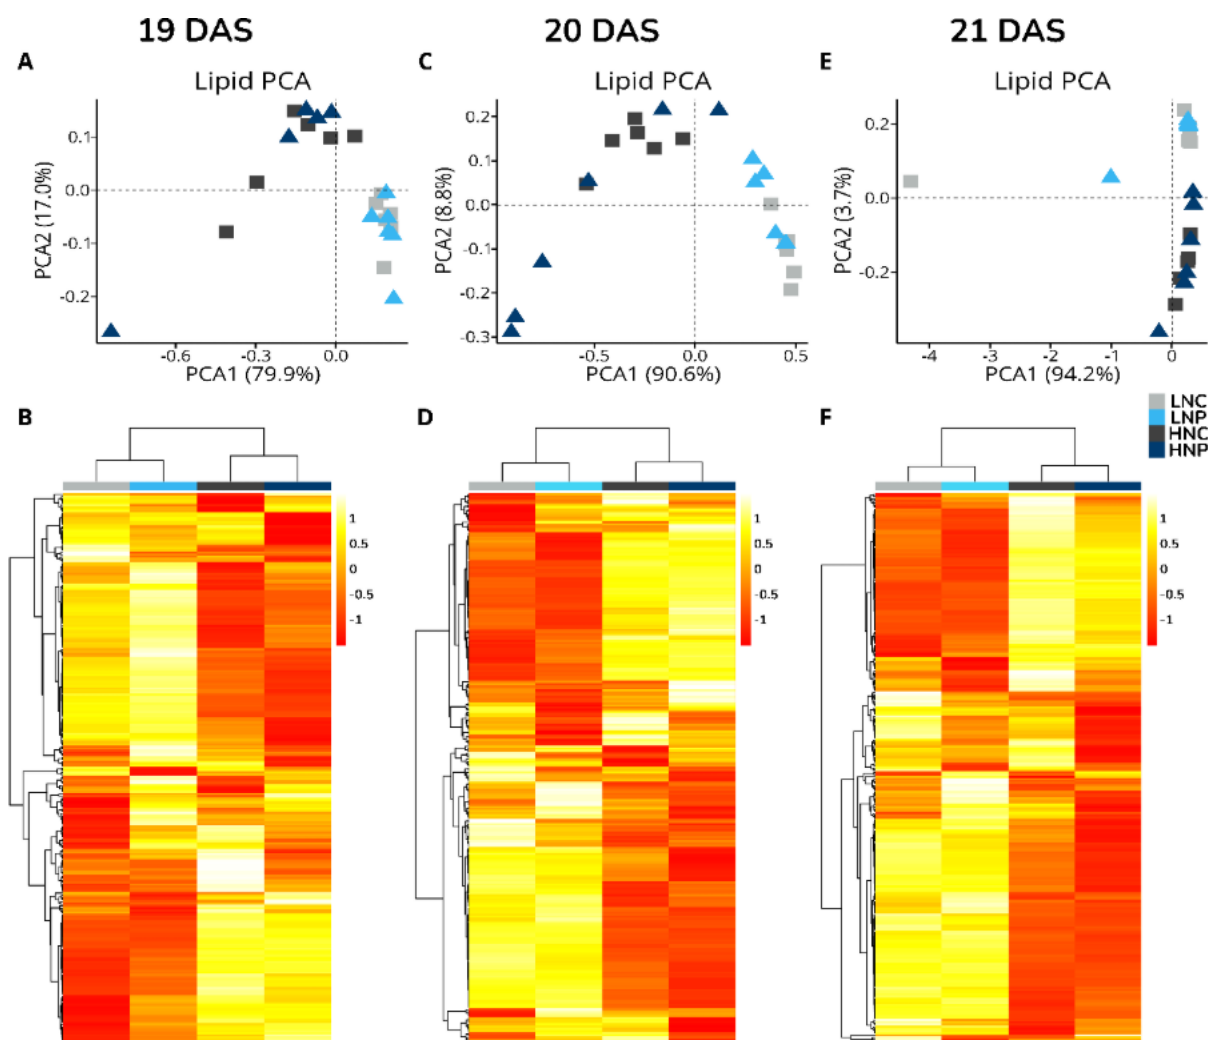 19 DAS
20 DAS
21 DAS
A
Lipid PCA
PCA2 (17.0%)
0.1
0.0
-0.1
-0.2
-0.6
-0.3
0.0
PCA1 (79.9%)
C
Lipid PCA
PCA2 (8.8%)
0.2
0.1
0.0
-0.1
-0.2
-0.3
-0.5
0.0
0.5
PCA1 (90.6%)
E
Lipid PCA
PCA2 (3.7%)
0.2
0.0
-0.2
-4
-3
-2
-1
0
PCA1 (94.2%)
LNC
LNP
HNC
HNP
B
1
0.5
0
-0.5
-1
D
1
0.5
0
-0.5
-1
F
1
0.5
0
-0.5
-1